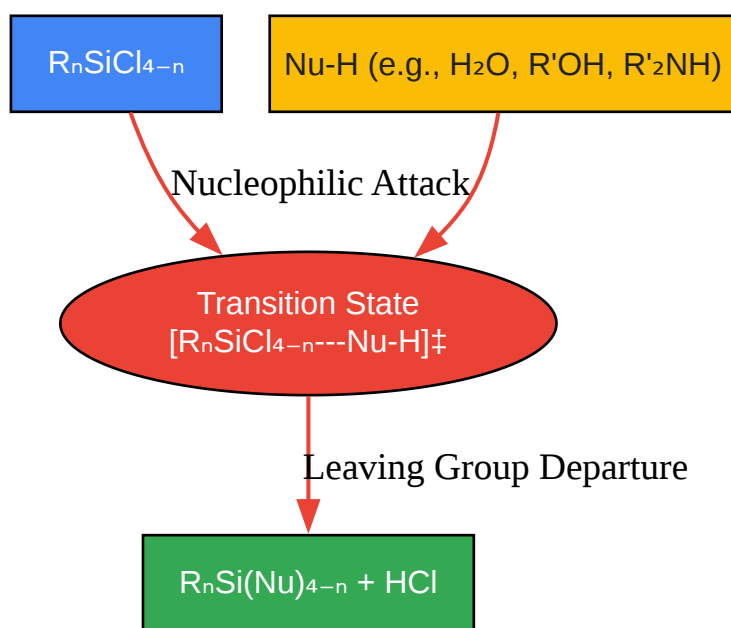 RₙSiCl₄₋ₙ
Nu-H (e.g., H₂O, R'OH, R'₂NH)
Nucleophilic Attack
Transition State
[RₙSiCl₄₋ₙ---Nu-H]‡
Leaving Group Departure
RₙSi(Nu)₄₋ₙ + HCl